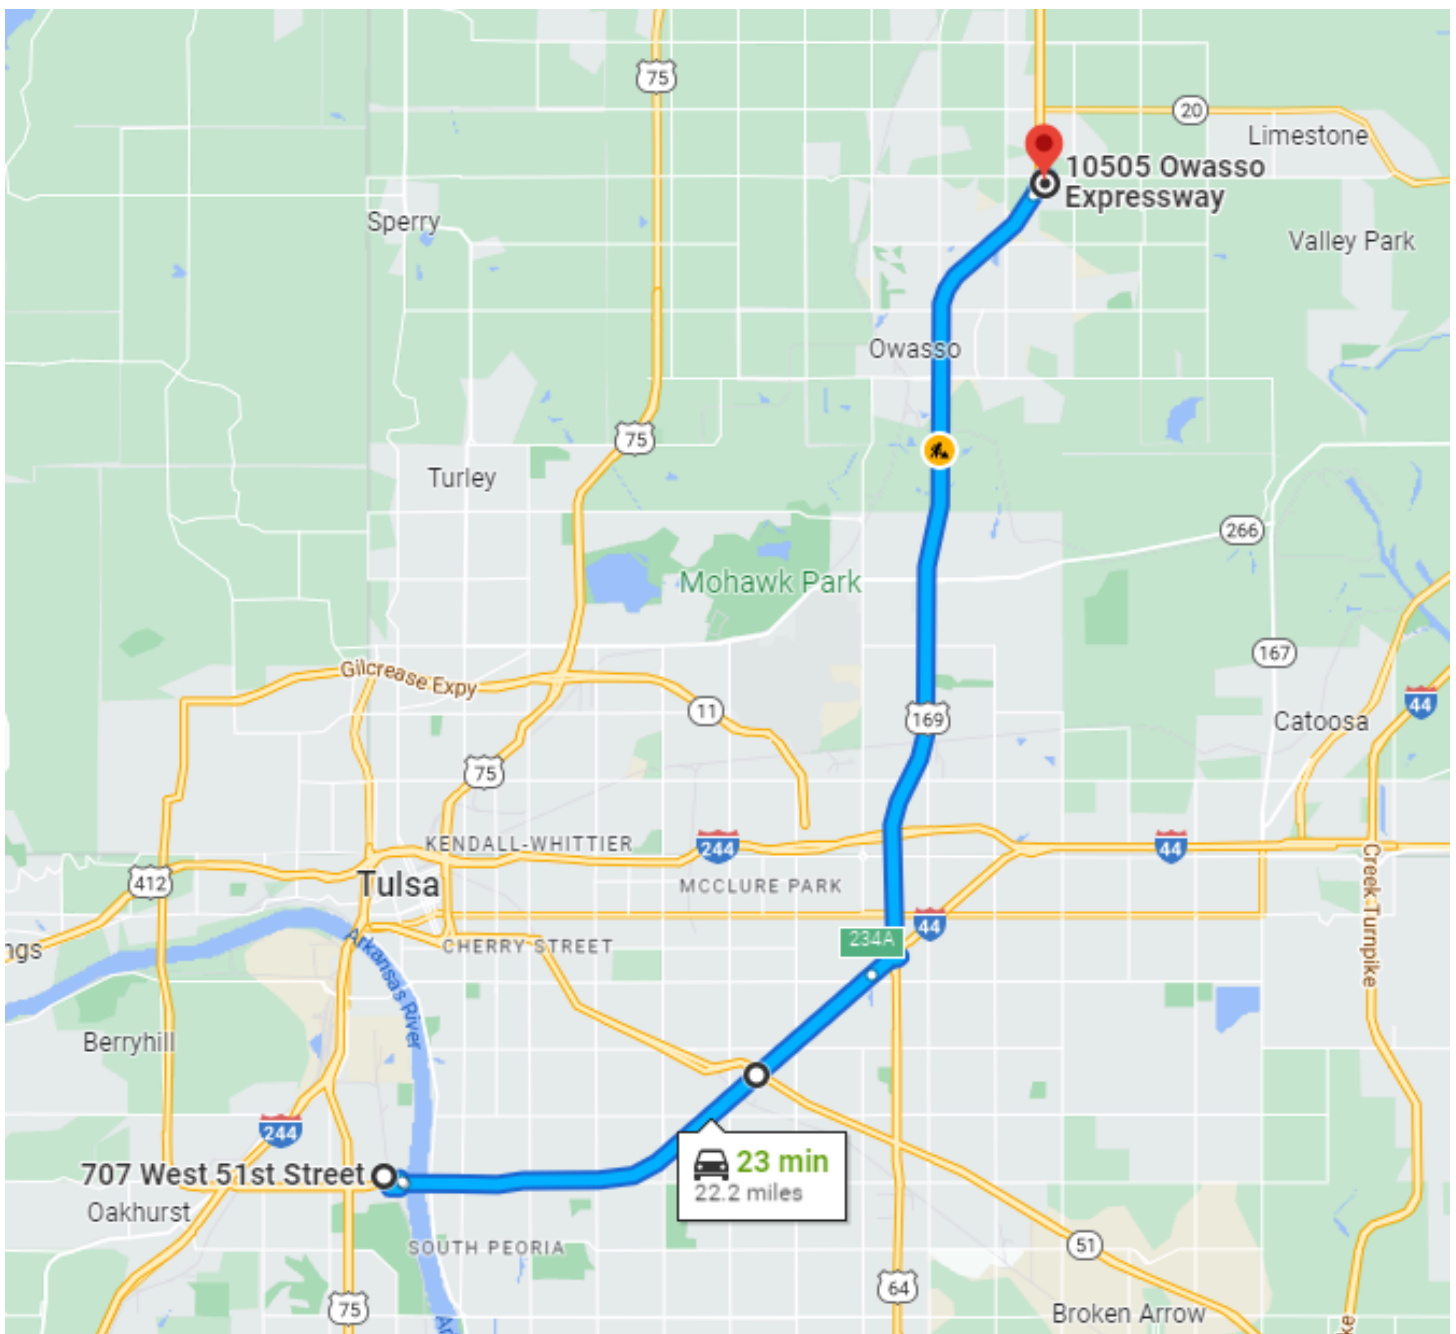 75
20
Limestone
10505 Owasso
Expressway
Sperry
Valley Park
Owasso
75
Turley
266
Mohawk Park
167
Gilcrease Expy
11
44
169
Catoosa
75
KENDALL-WHITTIER
244
44
412
Tulsa
MCCLURE PARK
Creek Turnpike
44
234A
ngs
CHERRY STREET
Arkansas River
Berryhill
244
23 min
22.2 miles
707 West 51st Street
Oakhurst
SOUTH PEORIA
51
64
75
Broken Arrow
Ar
ke